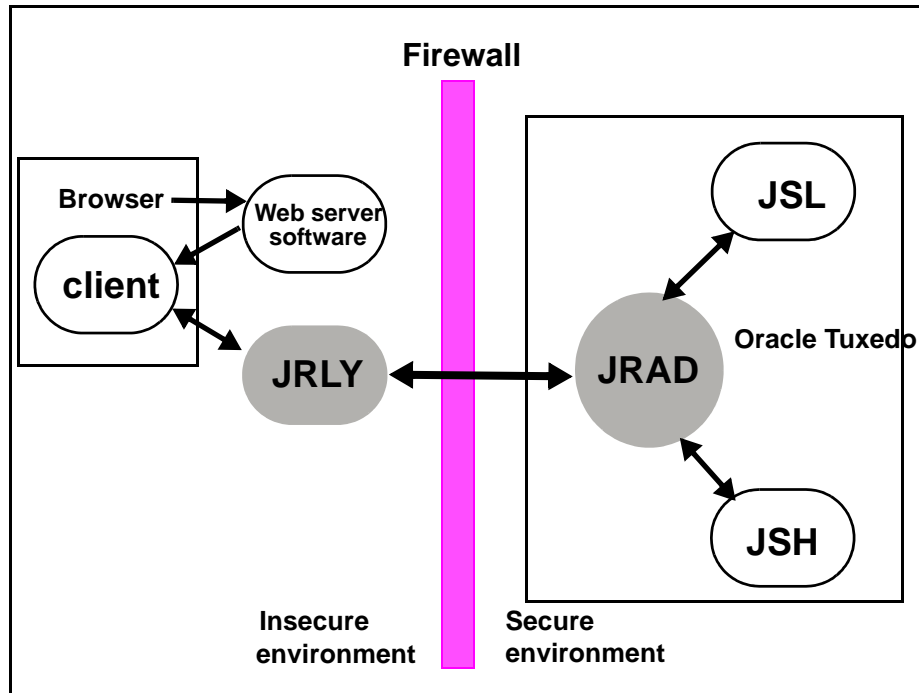 Firewall
Browser
Web server
software
client
JRLY
JSL
JRAD
Oracle Tuxedo
JSH
Insecure
environment
Secure
environment